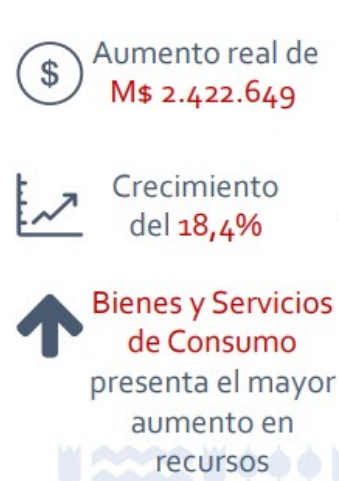 $
Aumento real de
M$ 2.422.649
Crecimiento
del 18,4%
Bienes y Servicios
de Consumo
presenta el mayor
aumento en
recursos